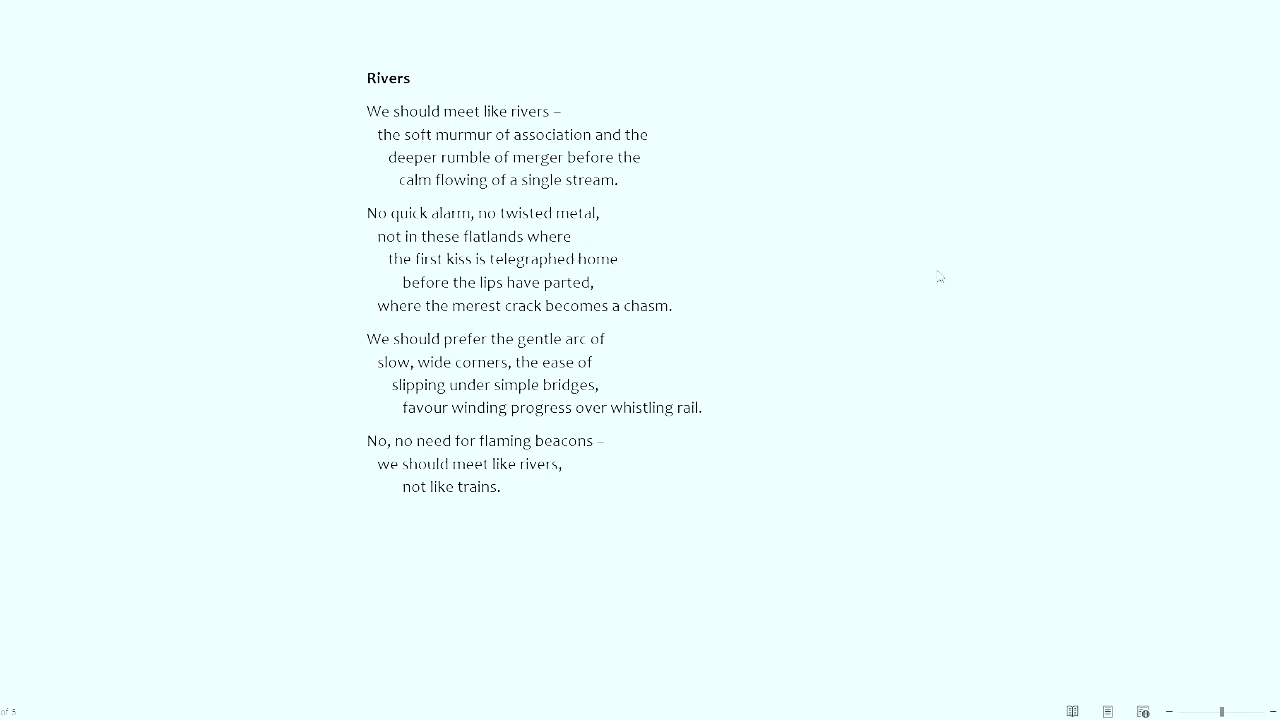 Rivers
We should meet like rivers –
the soft murmur of association and the
deeper rumble of merger before the
calm flowing of a single stream.
No quick alarm, no twisted metal,
not in these flatlands where
the first kiss is telegraphed home
before the lips have parted,
where the merest crack becomes a chasm.
We should prefer the gentle arc of
slow, wide corners, the ease of
slipping under simple bridges,
favour winding progress over whistling rail.
No, no need for flaming beacons –
we should meet like rivers,
not like trains.
of 5